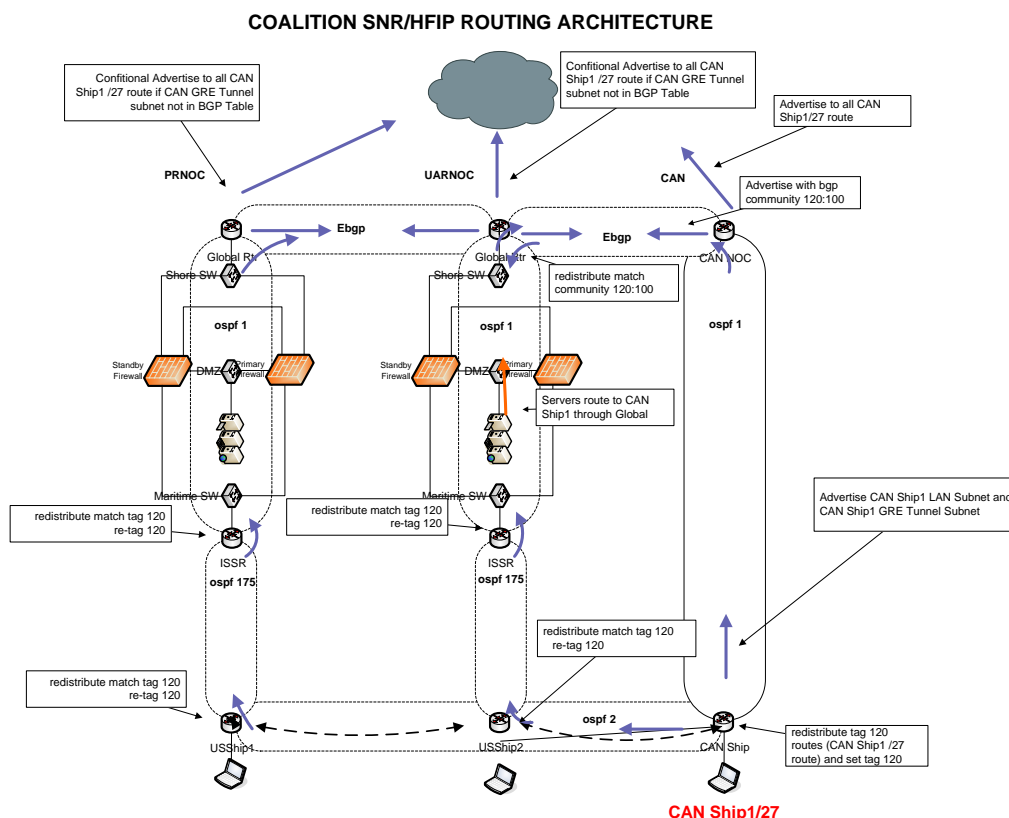 COALITION SNR/HFIP ROUTING ARCHITECTURE
Confitional Advertise to all CAN
Ship1 /27 route if CAN GRE Tunnel
subnet not in BGP Table
Confitional Advertise to all CAN
Ship1 /27 route if CAN GRE Tunnel
subnet not in BGP Table
Advertise to all CAN
Ship1/27 route
PRNOC
UARNOC
CAN
Advertise with bgp
community 120:100
Ebgp
Ebgp
Global Rtr
Global Rtr
CAN NOC
Shore SW
Shore SW
redistribute match
community 120:100
ospf 1
ospf 1
ospf 1
Standby
Firewall
DMZ
Primary
Firewall
Standby
Firewall
DMZ
Primary
Firewall
Servers route to CAN
Ship1 through Global
Maritime SW
Maritime SW
redistribute match tag 120
re-tag 120
redistribute match tag 120
re-tag 120
Advertise CAN Ship1 LAN Subnet and
CAN Ship1 GRE Tunnel Subnet
ISSR
ISSR
ospf 175
ospf 175
redistribute match tag 120
re-tag 120
redistribute match tag 120
re-tag 120
ospf 2
USShip1
USShip2
CAN Ship
redistribute tag 120
routes (CAN Ship1 /27
route) and set tag 120
CAN Ship1/27